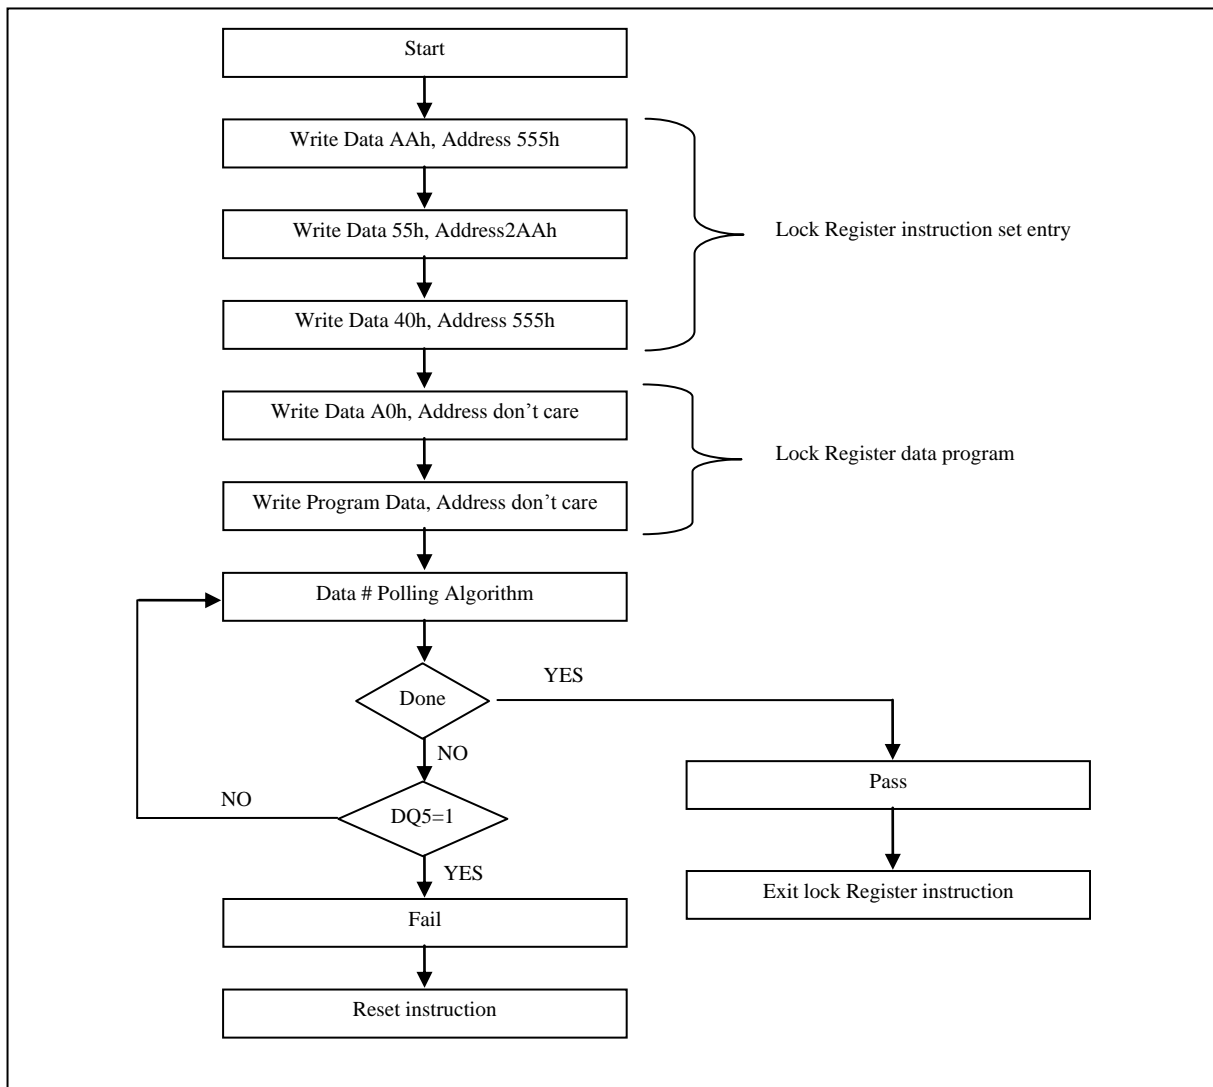 Start
Write Data AAh, Address 555h
Write Data 55h, Address2AAh
Lock Register instruction set entry
Write Data 40h, Address 555h
Write Data A0h, Address don’t care
Lock Register data program
Write Program Data, Address don’t care
Data # Polling Algorithm
YES
Done
NO
Pass
NO
DQ5=1
YES
Exit lock Register instruction
Fail
Reset instruction